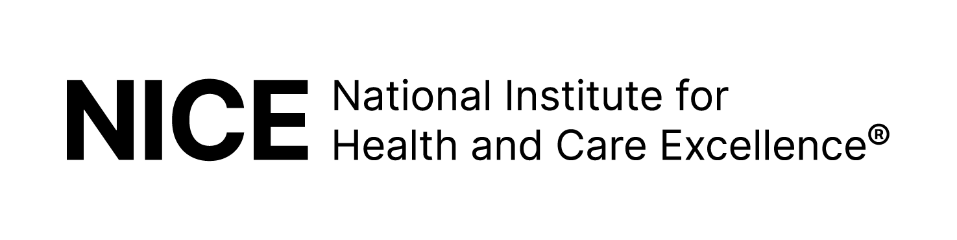 NICE
National Institute for
Health and Care Excellence®